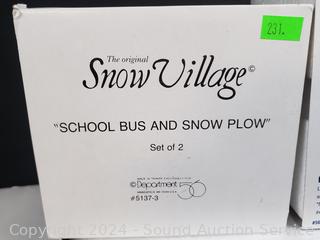 231.
The original
Snow Village©
"SCHOOL BUS AND SNOW PLOW"
Set of 2
©Department 56
#5137-3
Copyright 2024 - Sound Auction Service -